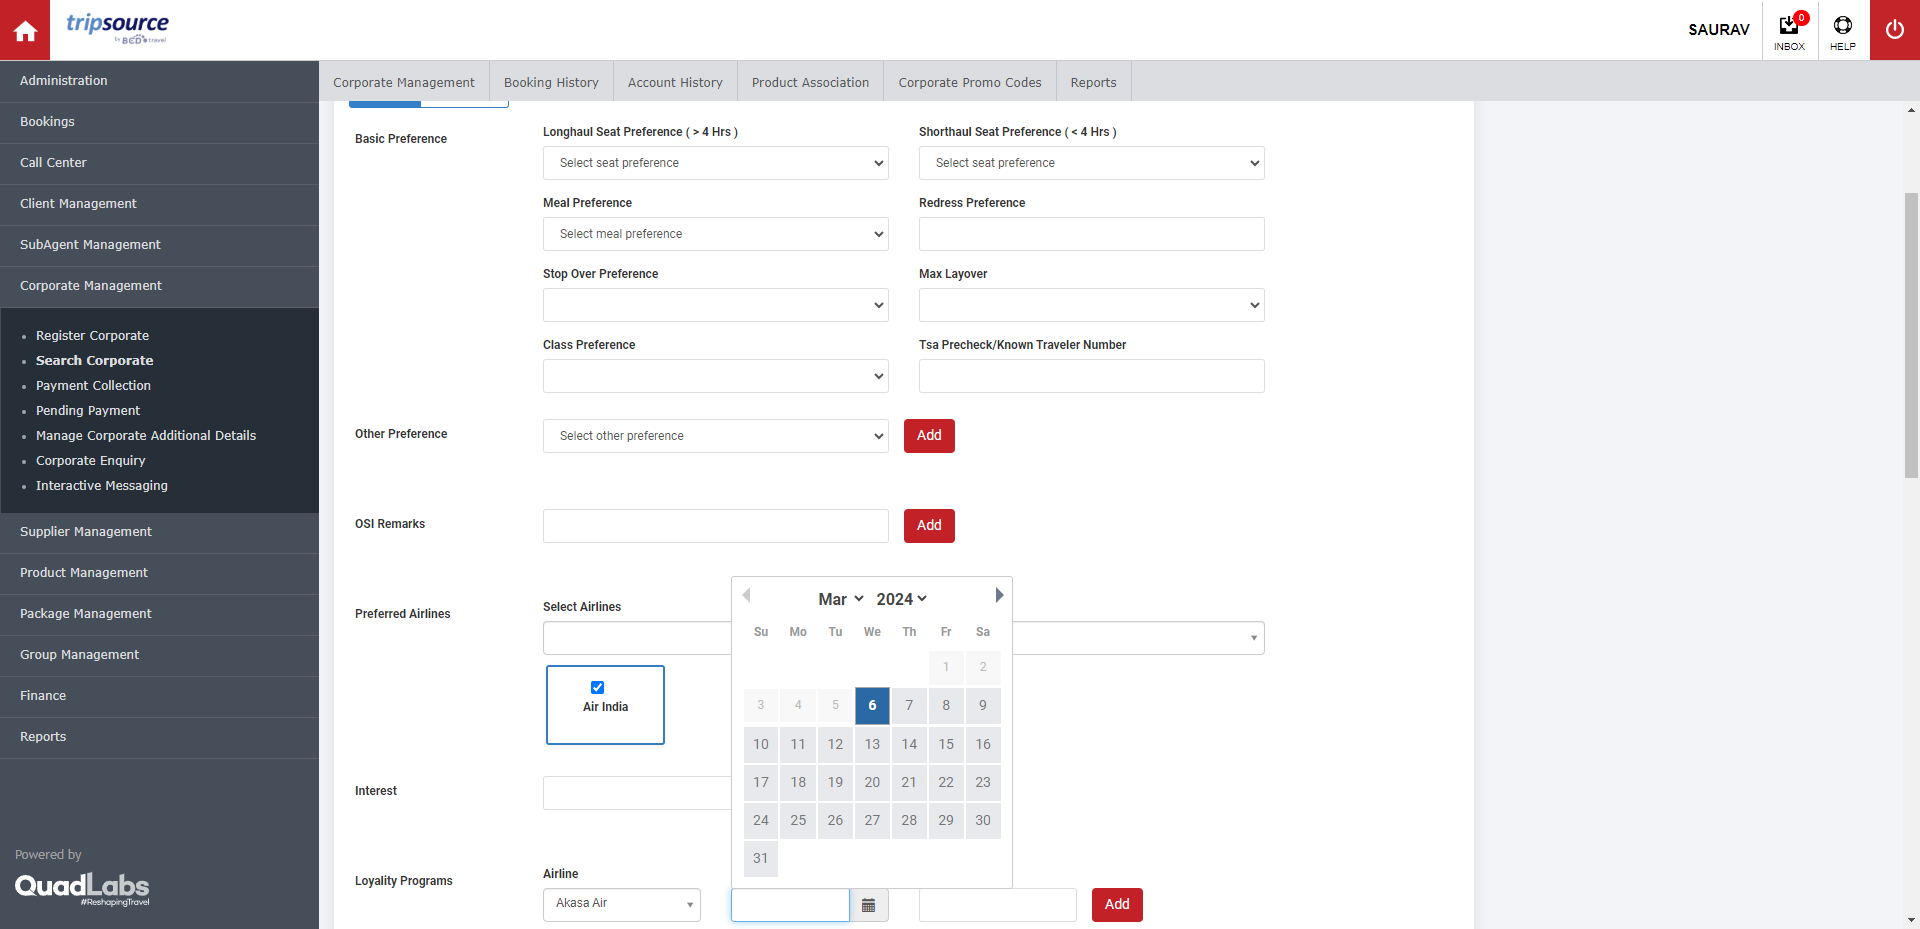 tripsource
by BCD travel
SAURAV
0
INBOX
HELP
Administration
Bookings
Call Center
Client Management
SubAgent Management
Corporate Management
Register Corporate
Search Corporate
Payment Collection
Pending Payment
Manage Corporate Additional Details
Corporate Enquiry
Interactive Messaging
Supplier Management
Product Management
Package Management
Group Management
Finance
Reports
Powered by
QuadLabs
#ReshapingTravel
Corporate Management
Booking History
Account History
Product Association
Corporate Promo Codes
Reports
Basic Preference
Longhaul Seat Preference ( > 4 Hrs )
Shorthaul Seat Preference ( < 4 Hrs )
Select seat preference
Select seat preference
Meal Preference
Redress Preference
Select meal preference
Stop Over Preference
Max Layover
Class Preference
Tsa Precheck/Known Traveler Number
Other Preference
Select other preference
Add
OSI Remarks
Add
Preferred Airlines
Select Airlines
Air India
Interest
Mar 2024
Su Mo Tu We Th Fr Sa
1 2
3 4 5 6 7 8 9
10 11 12 13 14 15 16
17 18 19 20 21 22 23
24 25 26 27 28 29 30
31
Loyality Programs
Airline
Akasa Air
Add